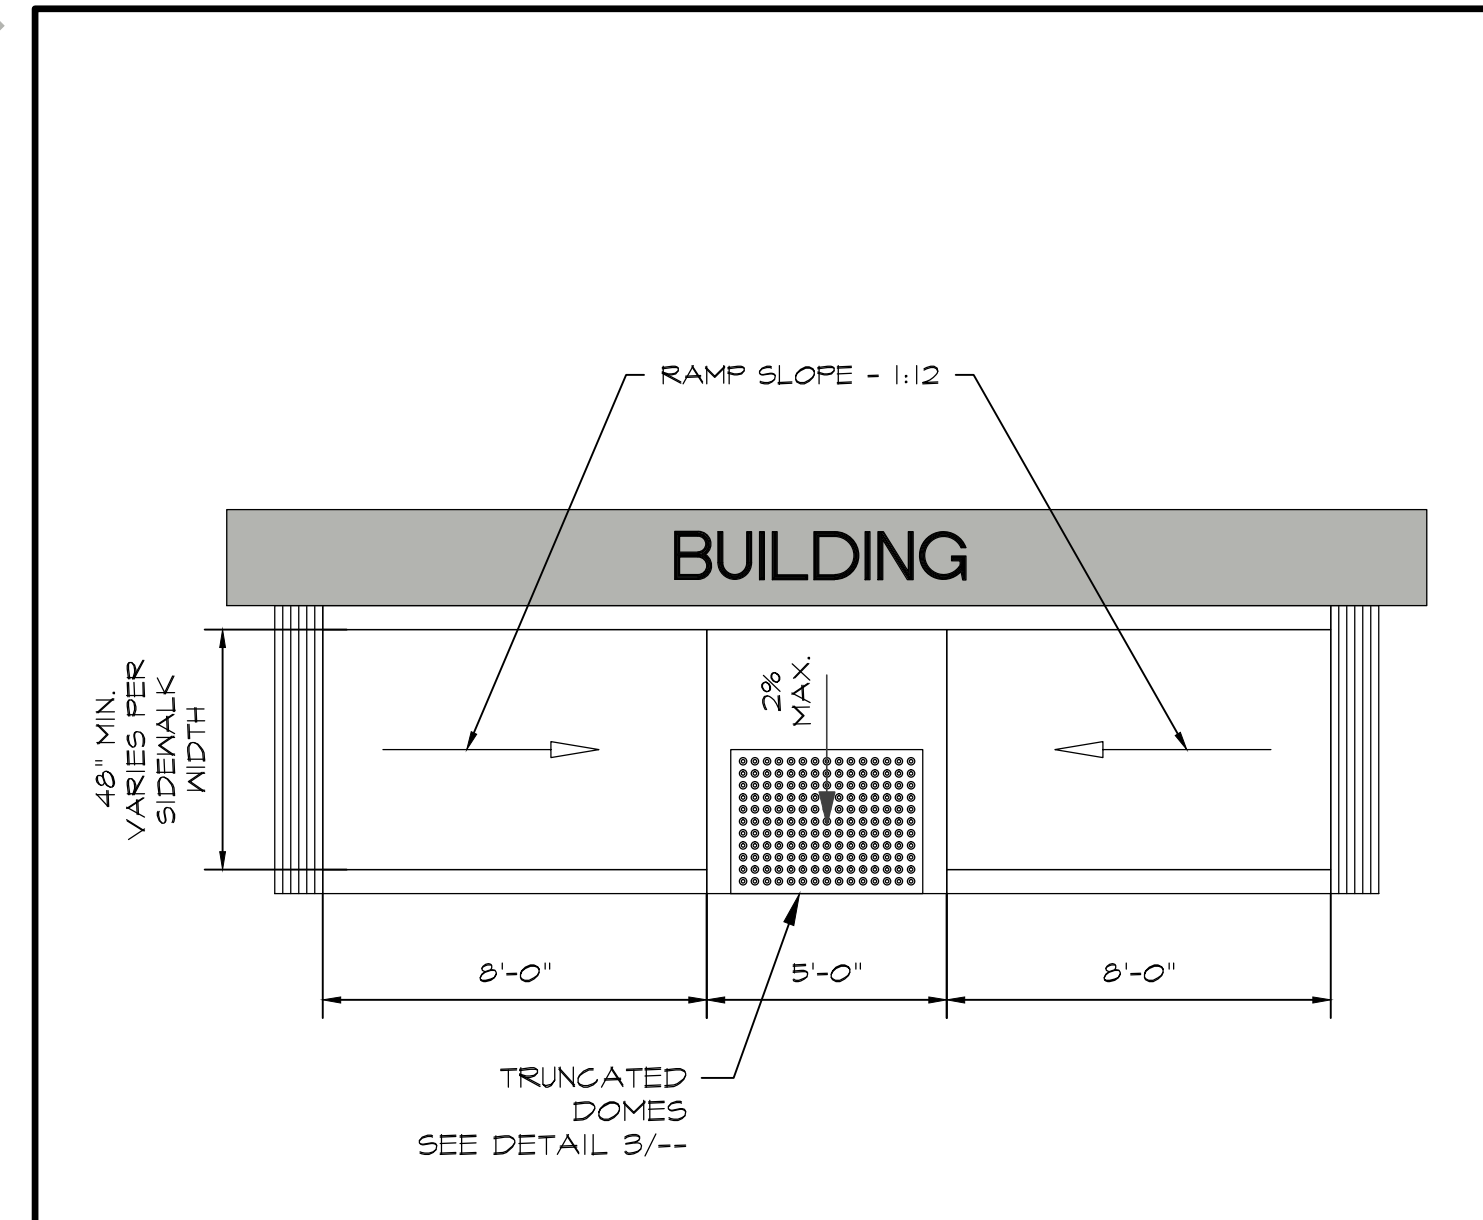 RAMP SLOPE - 1:12
BUILDING
48" MIN.
VARIES PER
SIDEWALK
WIDTH
2%
MAX.
8'-0"
5'-0"
8'-0"
TRUNCATED
DOMES
SEE DETAIL 3/--